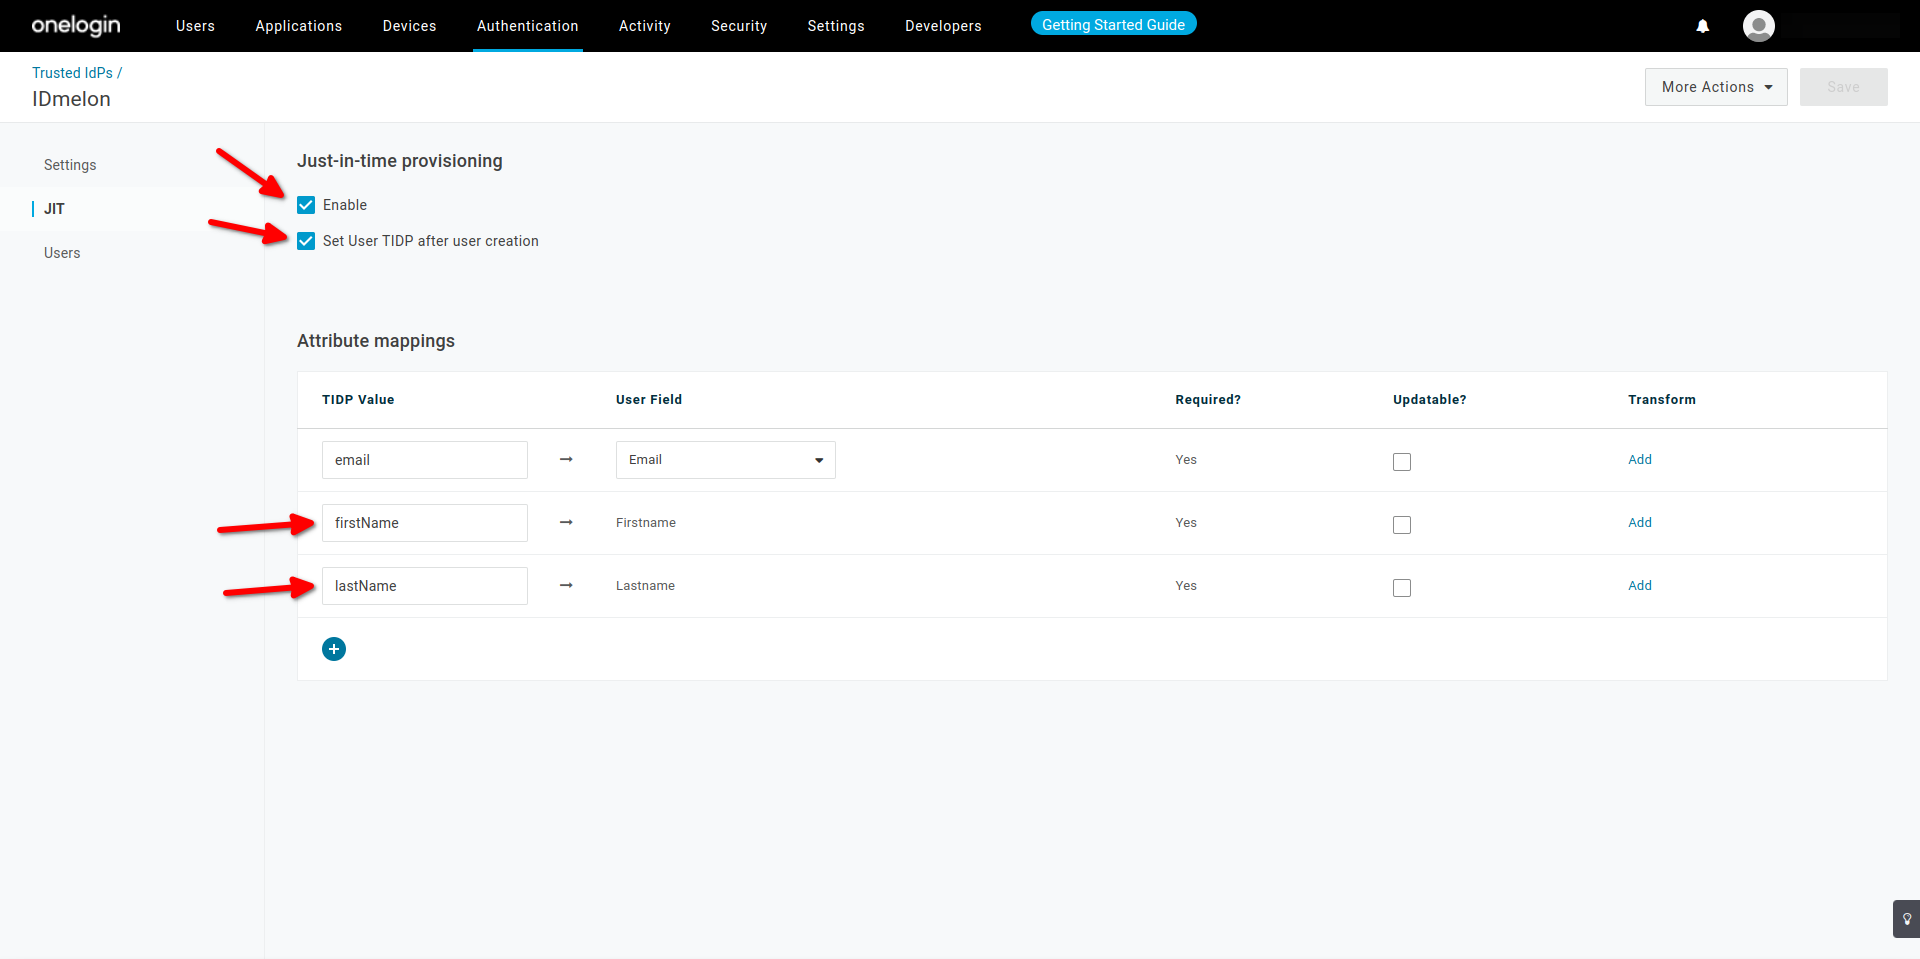 onelogin Users Applications Devices Authentication Activity Security Settings Developers Getting Started Guide
Trusted IdPs /
IDmelon
More Actions Save
Settings
JIT
Users
Just-in-time provisioning
Enable
Set User TIDP after user creation
Attribute mappings
TIDP Value User Field Required? Updatable? Transform
email → Email Yes Add
firstName → Firstname Yes Add
lastName → Lastname Yes Add